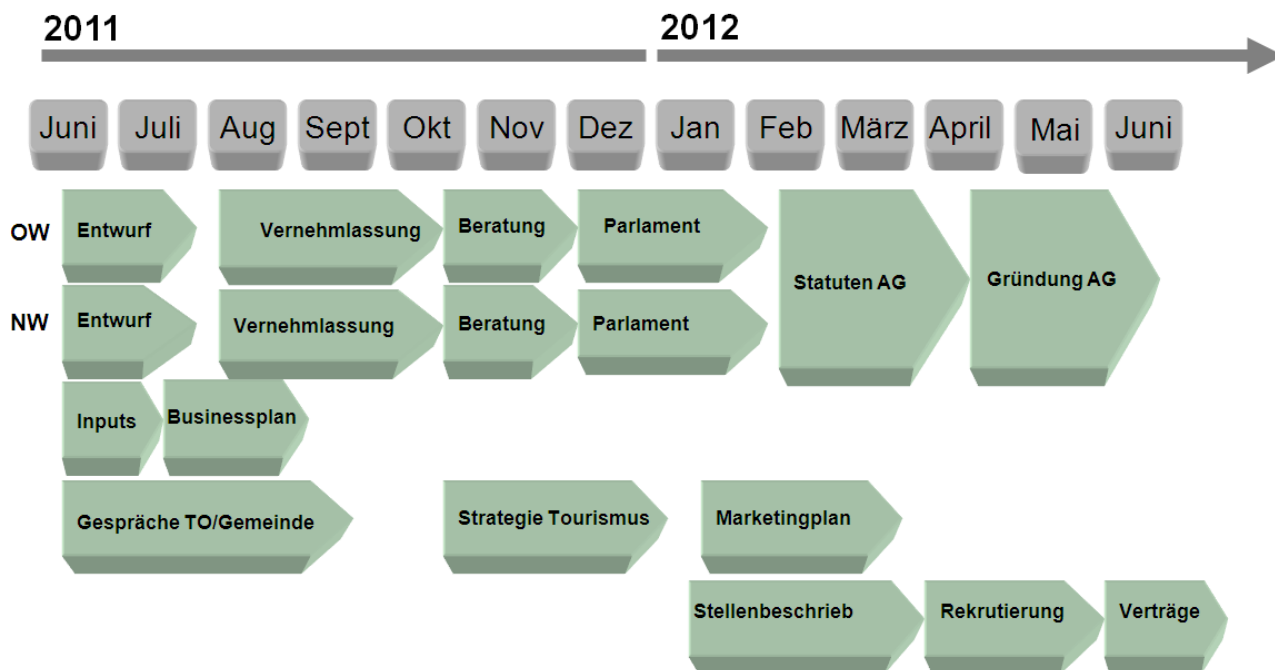 2011 2012
Juni Juli Aug Sept Okt Nov Dez Jan Feb März April Mai Juni
OW Entwurf Vernehmlassung Beratung Parlament
Statuten AG Gründung AG
NW Entwurf Vernehmlassung Beratung Parlament
Inputs Businessplan
Gespräche TO/Gemeinde Strategie Tourismus Marketingplan
Stellenbeschrieb Rekrutierung Verträge